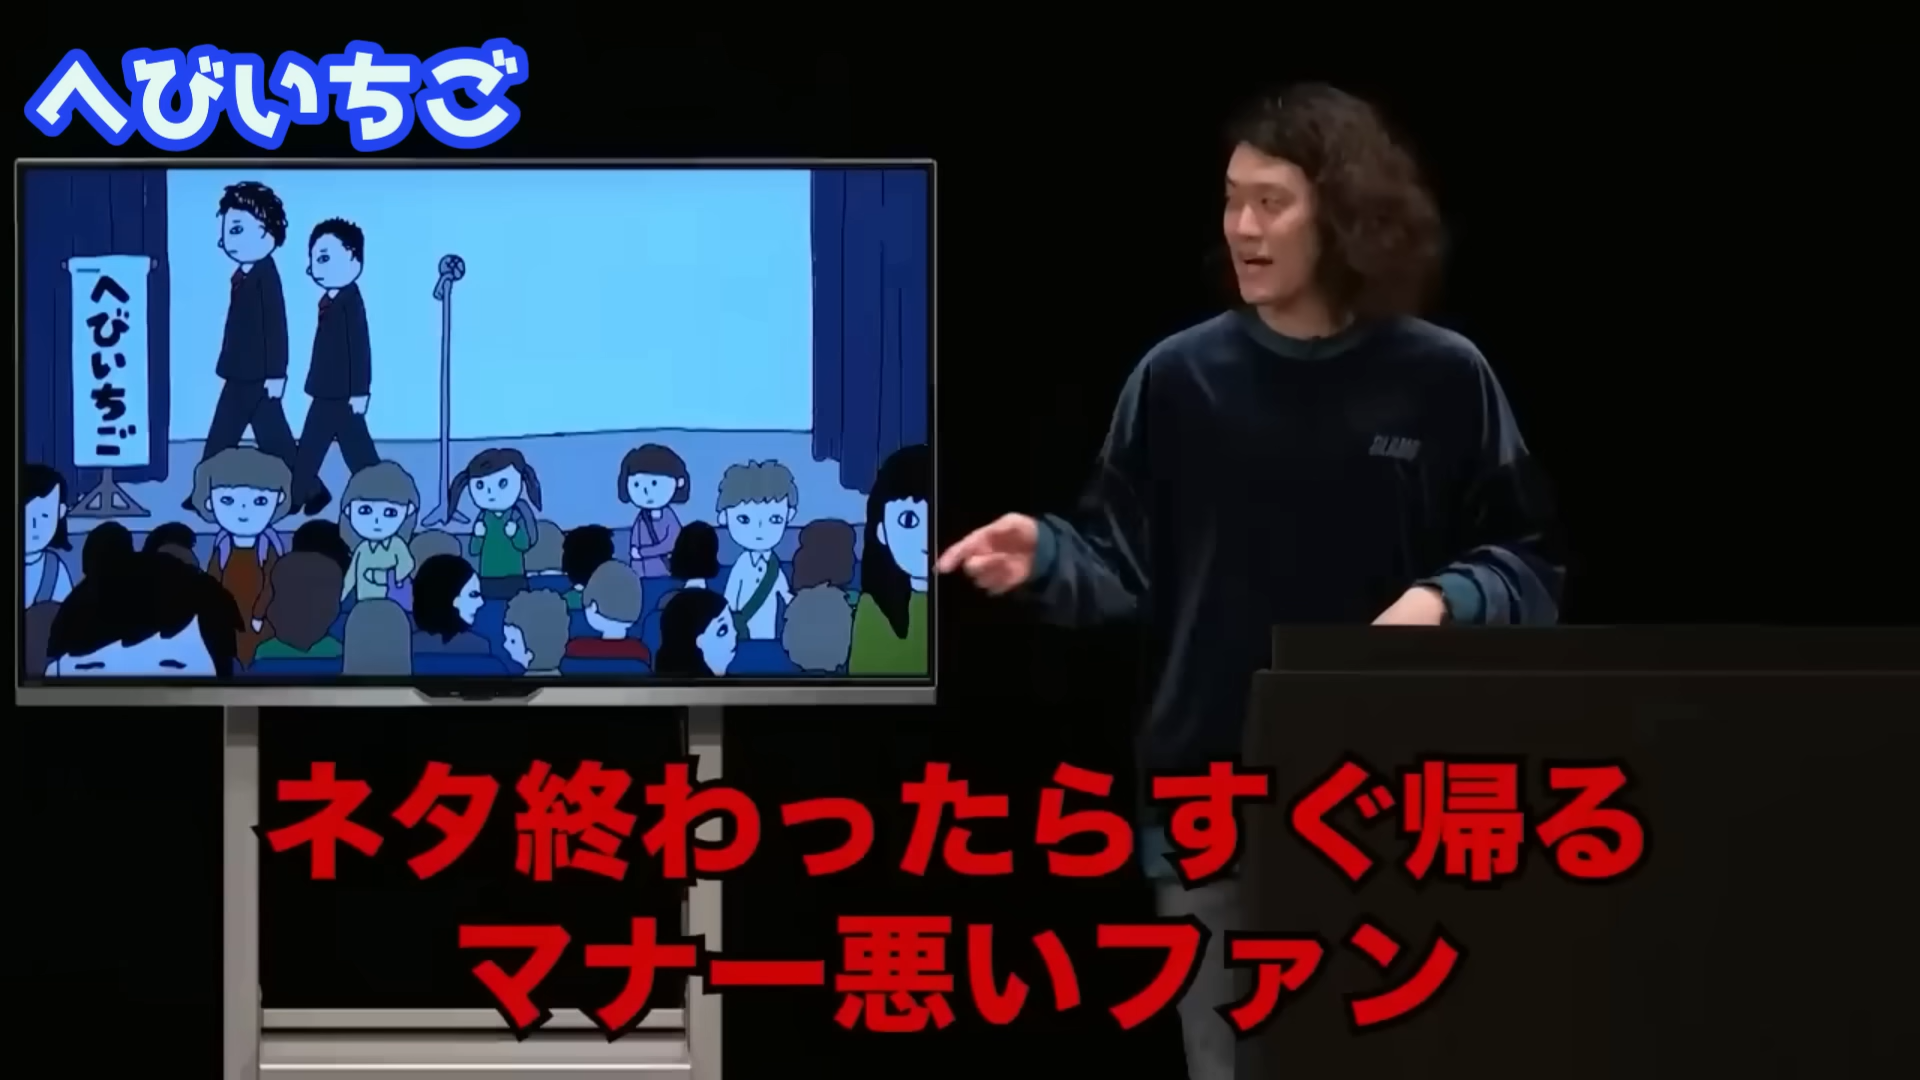 へびいちご
へびいちご
ネタ終わったらすぐ帰る
マナー悪いファン